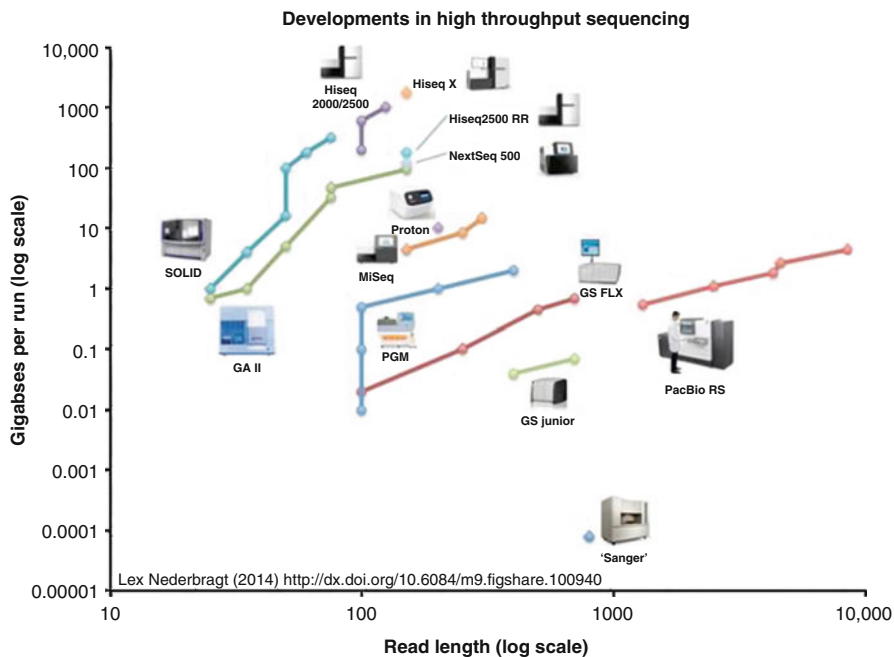 Developments in high throughput sequencing
10,000
1000
100
10
1
0.1
0.01
0.001
0.0001
0.00001
Gigabses per run (log scale)
Hiseq
2000/2500
Hiseq X
Hiseq2500 RR
NextSeq 500
Proton
SOLID
MiSeq
GS FLX
GA II
PGM
PacBio RS
GS junior
‘Sanger’
Lex Nederbragt (2014) http://dx.doi.org/10.6084/m9.figshare.100940
10
100
1000
10,000
Read length (log scale)